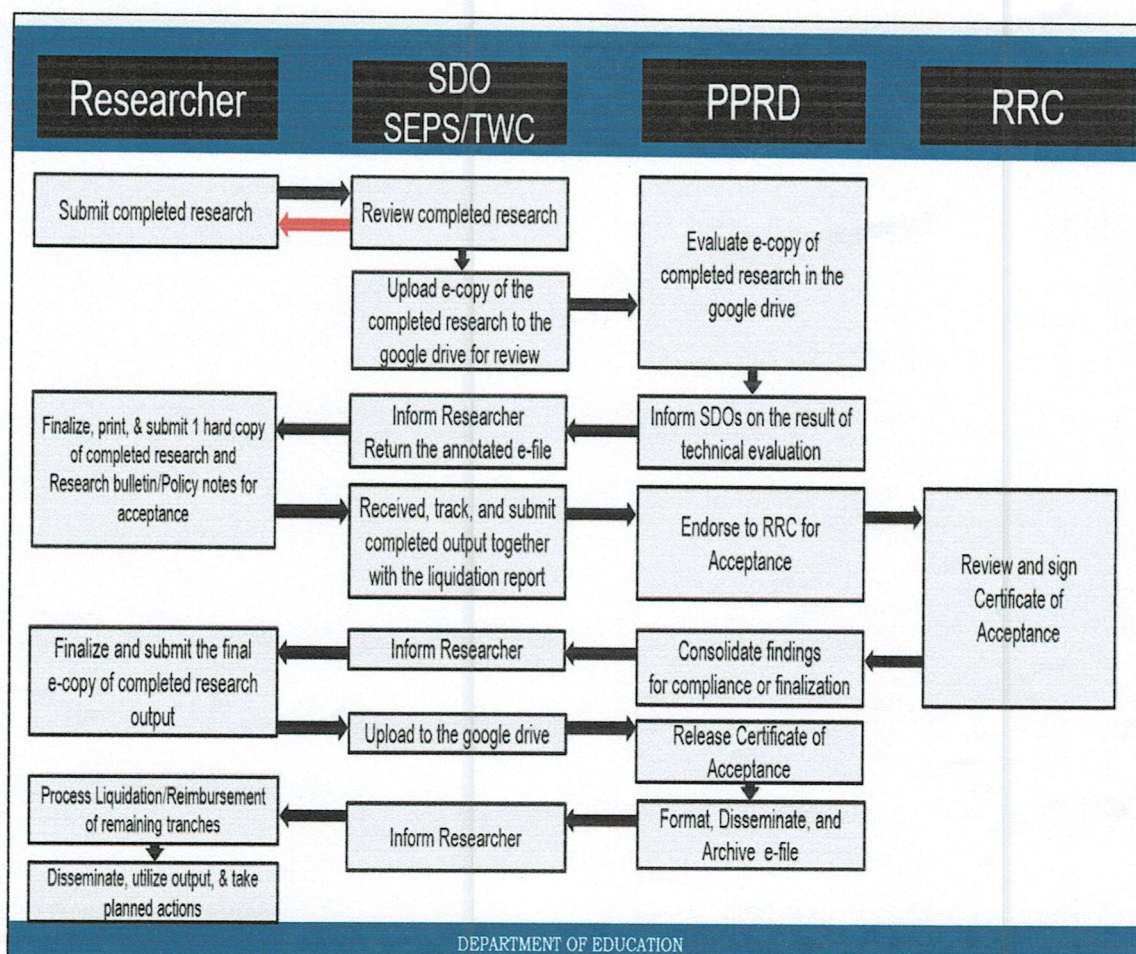 Researcher
SDO
SEPS/TWC
PPRD
RRC
Submit completed research
Review completed research
Evaluate e-copy of
completed research in the
google drive
Upload e-copy of the
completed research to the
google drive for review
Finalize, print, & submit 1 hard copy
of completed research and
Research bulletin/Policy notes for
acceptance
Inform Researcher
Return the annotated e-file
Inform SDOs on the result of
technical evaluation
Received, track, and submit
completed output together
with the liquidation report
Endorse to RRC for
Acceptance
Review and sign
Certificate of
Acceptance
Finalize and submit the final
e-copy of completed research
output
Inform Researcher
Consolidate findings
for compliance or finalization
Upload to the google drive
Release Certificate of
Acceptance
Process Liquidation/Reimbursement
of remaining tranches
Inform Researcher
Format, Disseminate, and
Archive e-file
Disseminate, utilize output, & take
planned actions
DEPARTMENT OF EDUCATION